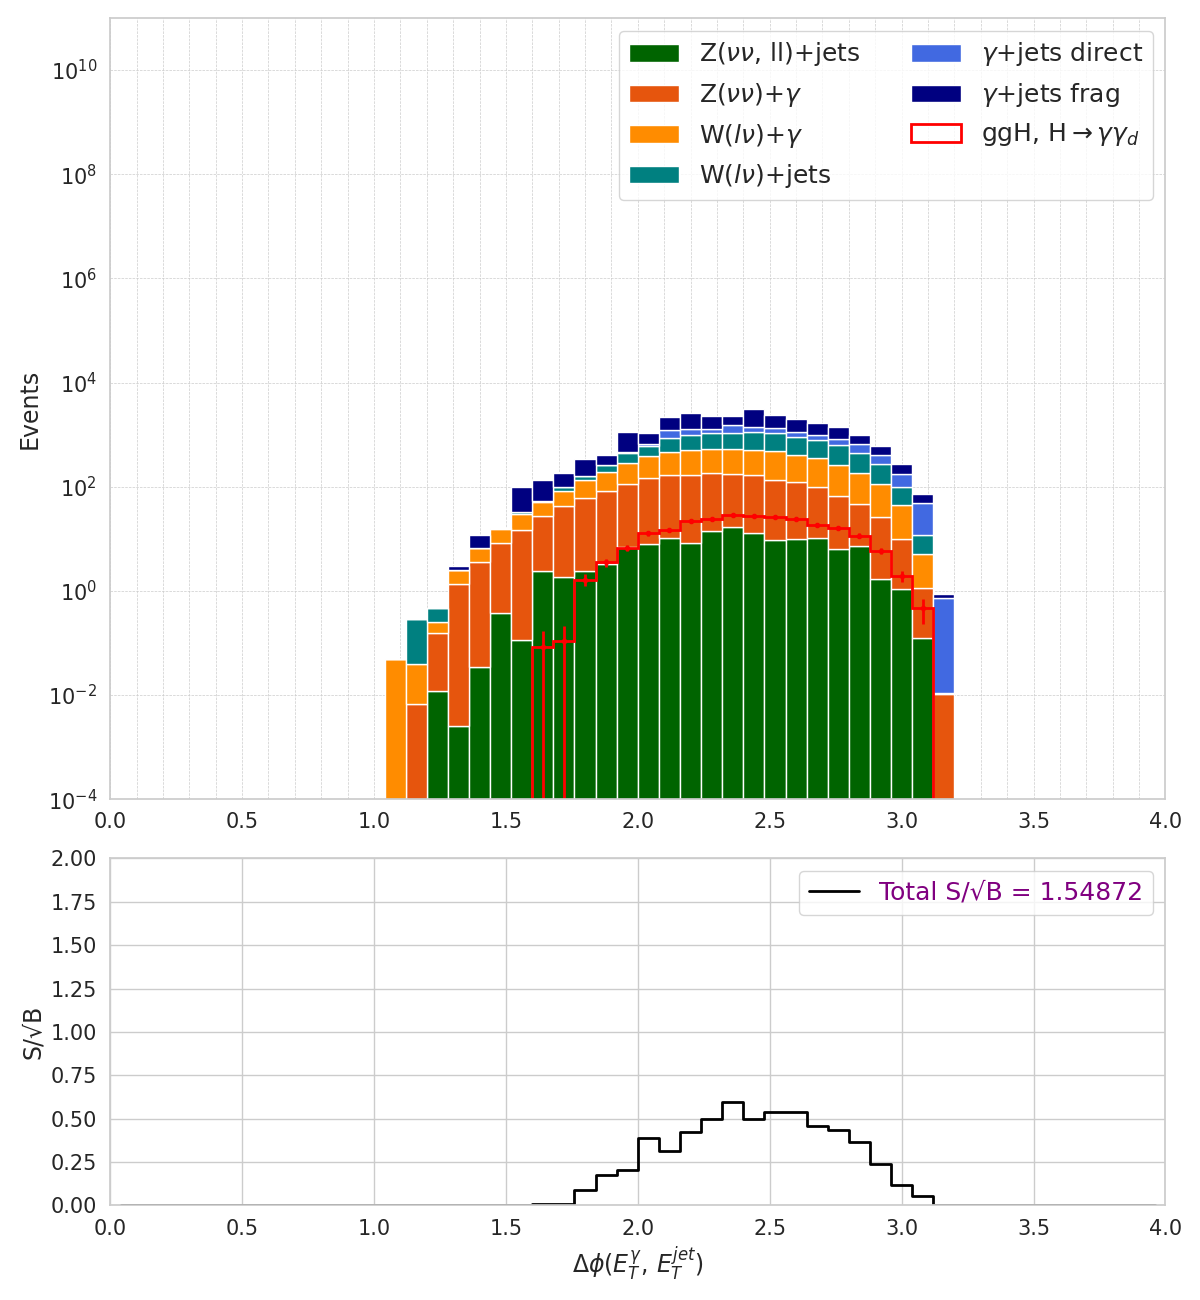 Z(νν, ll)+jets
Z(νν)+γ
W(lν)+γ
W(lν)+jets
γ+jets direct
γ+jets frag
ggH, H→γγ_d
Events
10^10
10^8
10^6
10^4
10^2
10^0
10^−2
10^−4
0.0 0.5 1.0 1.5 2.0 2.5 3.0 3.5 4.0
Total S/√B = 1.54872
S/√B
2.00
1.75
1.50
1.25
1.00
0.75
0.50
0.25
0.00
0.0 0.5 1.0 1.5 2.0 2.5 3.0 3.5 4.0
Δϕ(E_T^γ, E_T^jet)